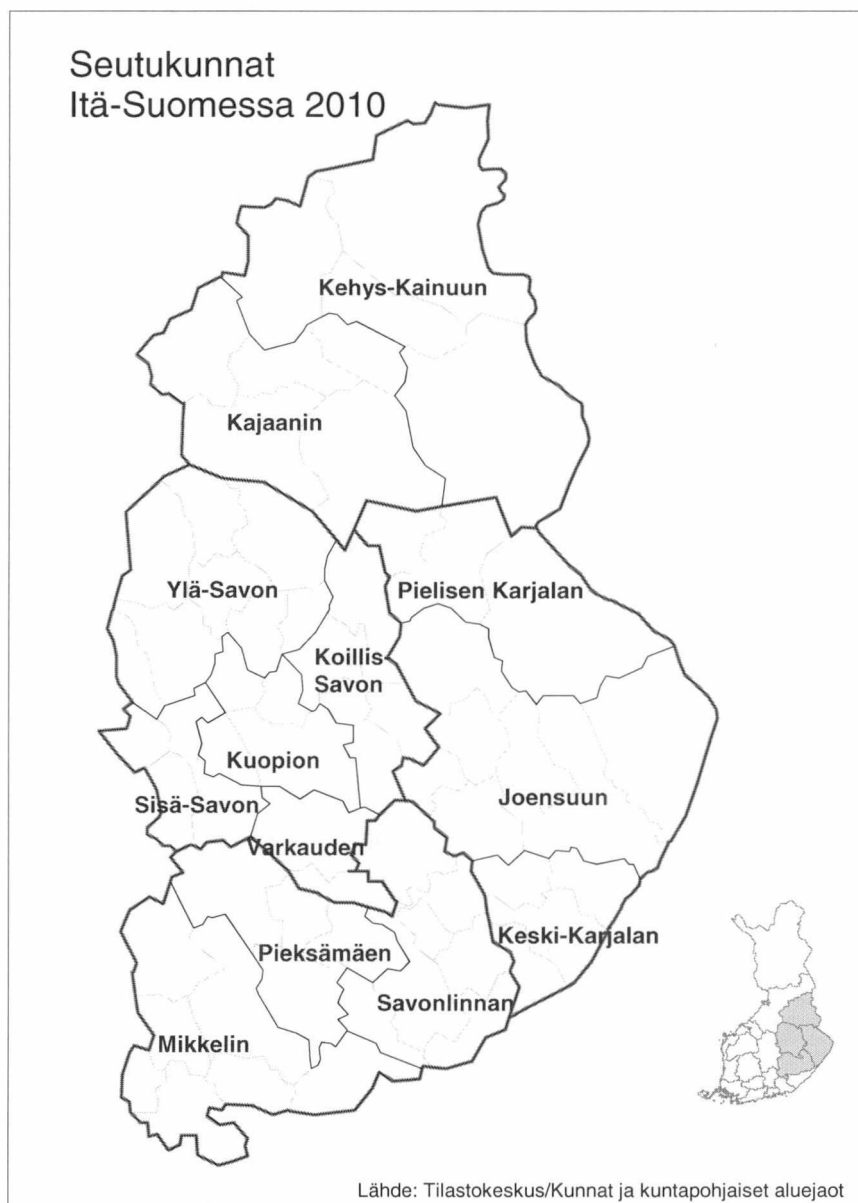 Seutukunnat
Itä-Suomessa 2010
Kehys-Kainuun
Kajaanin
Ylä-Savon
Pielisen Karjalan
Koillis-
Savon
Kuopion
Sisä-Savon
Joensuun
Varkauden
Keski-Karjalan
Pieksämäen
Savonlinnan
Mikkelin
Lähde: Tilastokeskus/Kunnat ja kuntapohjaiset aluejaot